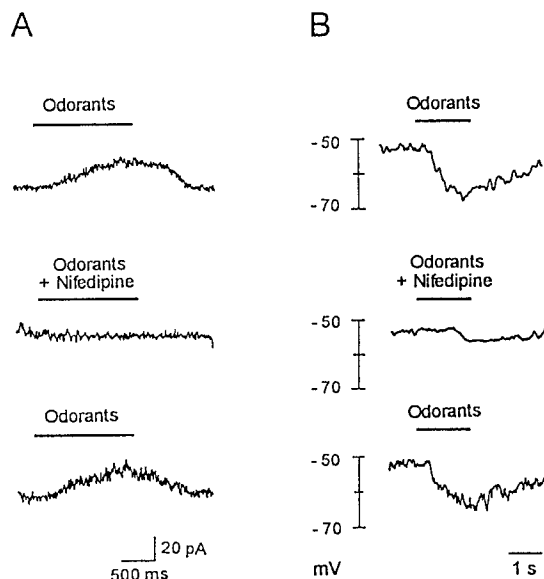 A
B
Odorants
Odorants
-50
-70
Odorants
+ Nifedipine
Odorants
+ Nifedipine
-50
-70
Odorants
Odorants
-50
-70
20 pA
500 ms
mV
1 s